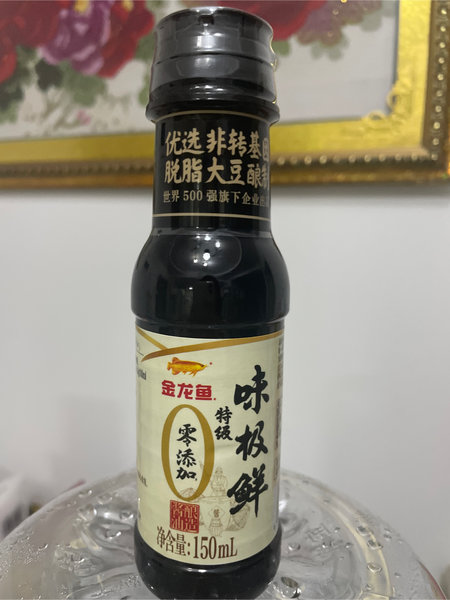 优选非转基
脱脂大豆酿
世界500强旗下企业
金龙鱼
味极鲜
特级
0
零添加
净含量:150mL